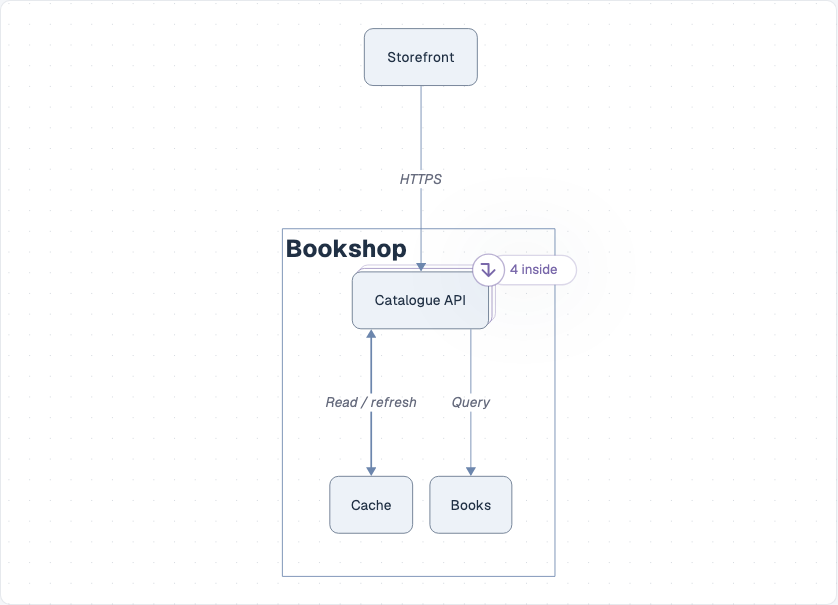 Storefront
HTTPS
Bookshop
4 inside
Catalogue API
Read / refresh
Query
Cache
Books